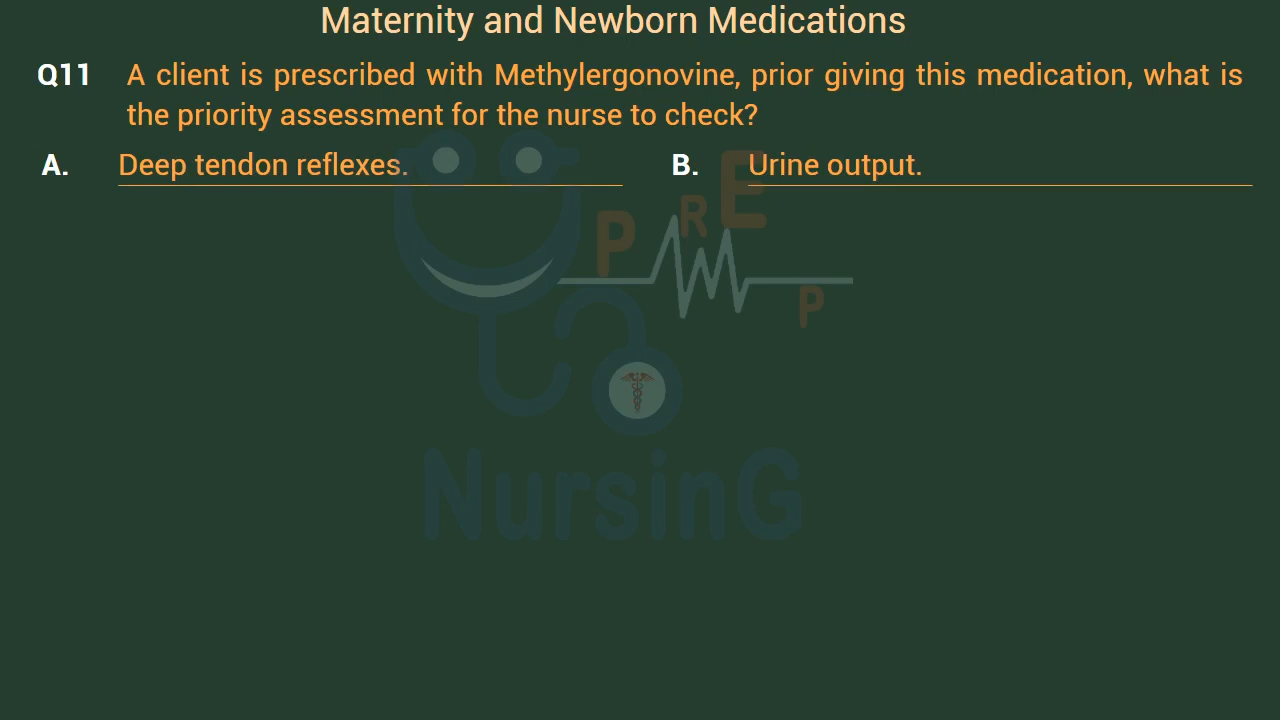 Maternity and Newborn Medications
Q11 A client is prescribed with Methylergonovine, prior giving this medication, what is
the priority assessment for the nurse to check?
A. Deep tendon reflexes. B. Urine output.
PREP
NursinG